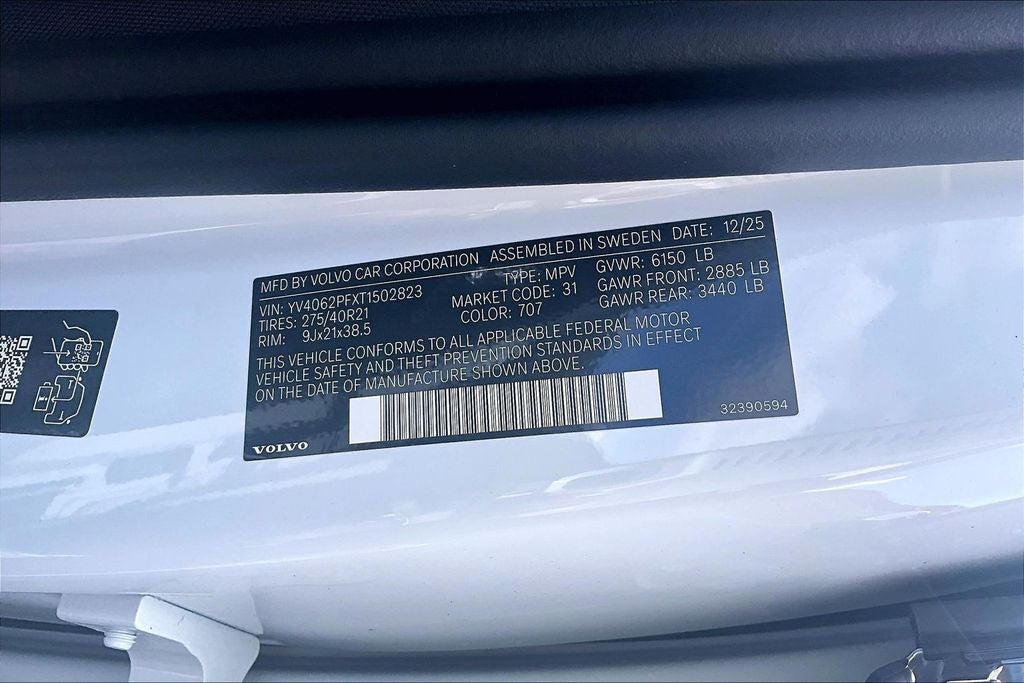 MFD BY VOLVO CAR CORPORATION ASSEMBLED IN SWEDEN DATE: 12/25
VIN: YV4062PFXT1502823 TYPE: MPV GVWR: 6150 LB
TIRES: 275/40R21 MARKET CODE: 31 GAWR FRONT: 2885 LB
RIM: 9Jx21x38.5 COLOR: 707 GAWR REAR: 3440 LB
THIS VEHICLE CONFORMS TO ALL APPLICABLE FEDERAL MOTOR
VEHICLE SAFETY AND THEFT PREVENTION STANDARDS IN EFFECT
ON THE DATE OF MANUFACTURE SHOWN ABOVE.
VOLVO 32390594